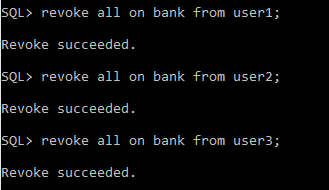 SQL> revoke all on bank from user1;
Revoke succeeded.
SQL> revoke all on bank from user2;
Revoke succeeded.
SQL> revoke all on bank from user3;
Revoke succeeded.